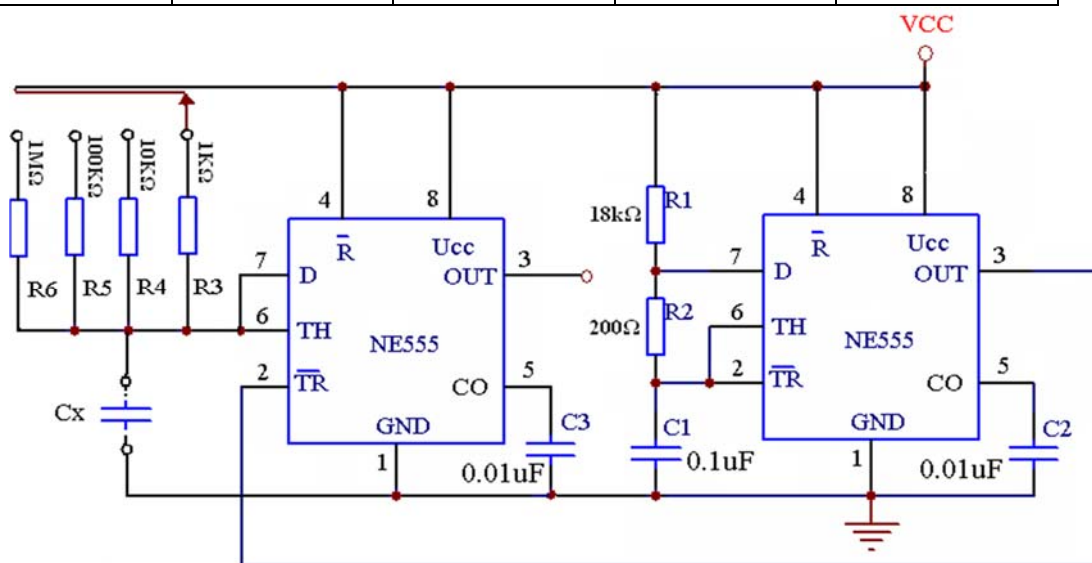 VCC
1MΩ
100KΩ
10KΩ
1KΩ
R6
R5
R4
R3
4
8
R̅
Ucc
7
D
OUT
3
6
TH
NE555
2
T̅R̅
CO
5
GND
1
Cx
C3
0.01uF
18kΩ
R1
200Ω
R2
C1
0.1uF
4
8
R̅
Ucc
7
D
OUT
3
6
TH
NE555
2
T̅R̅
CO
5
GND
1
C2
0.01uF